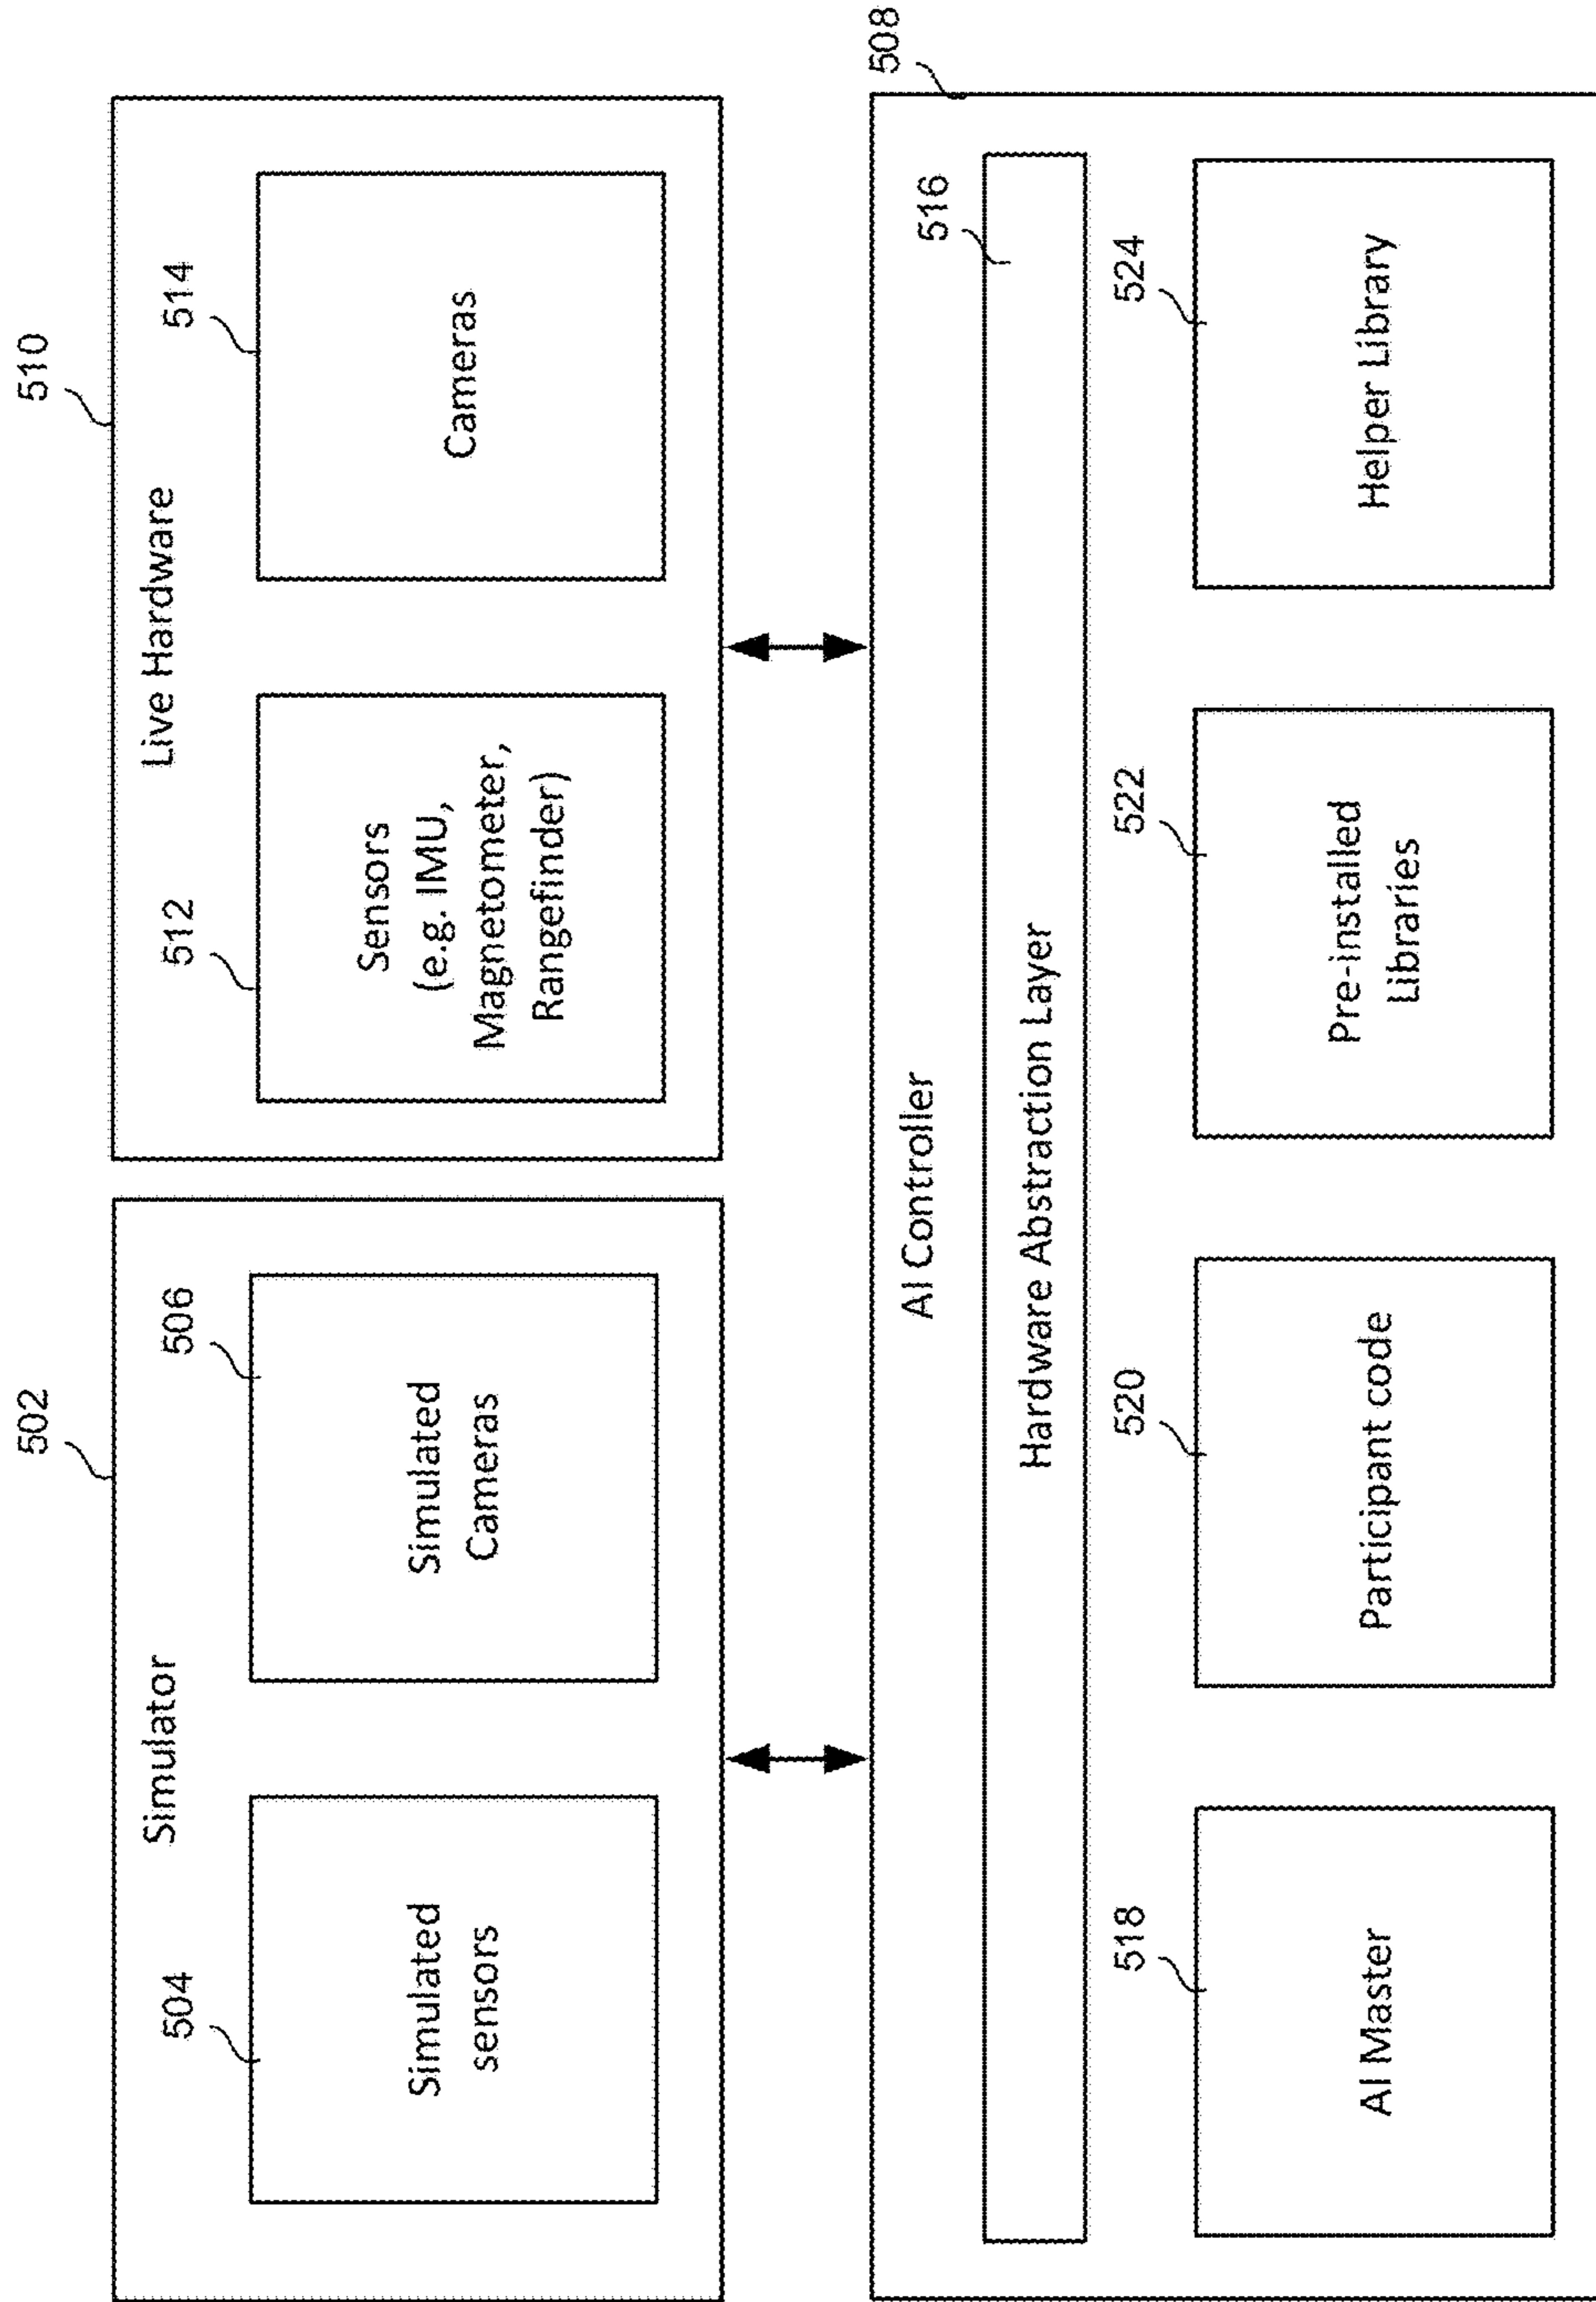 502
Simulator
504
Simulated
sensors
506
Simulated
Cameras
510
Live Hardware
512
Sensors
(e.g. IMU,
Magnetometer,
Rangefinder)
514
Cameras
508
AI Controller
516
Hardware Abstraction Layer
518
AI Master
520
Participant code
522
Pre-installed
Libraries
524
Helper Library